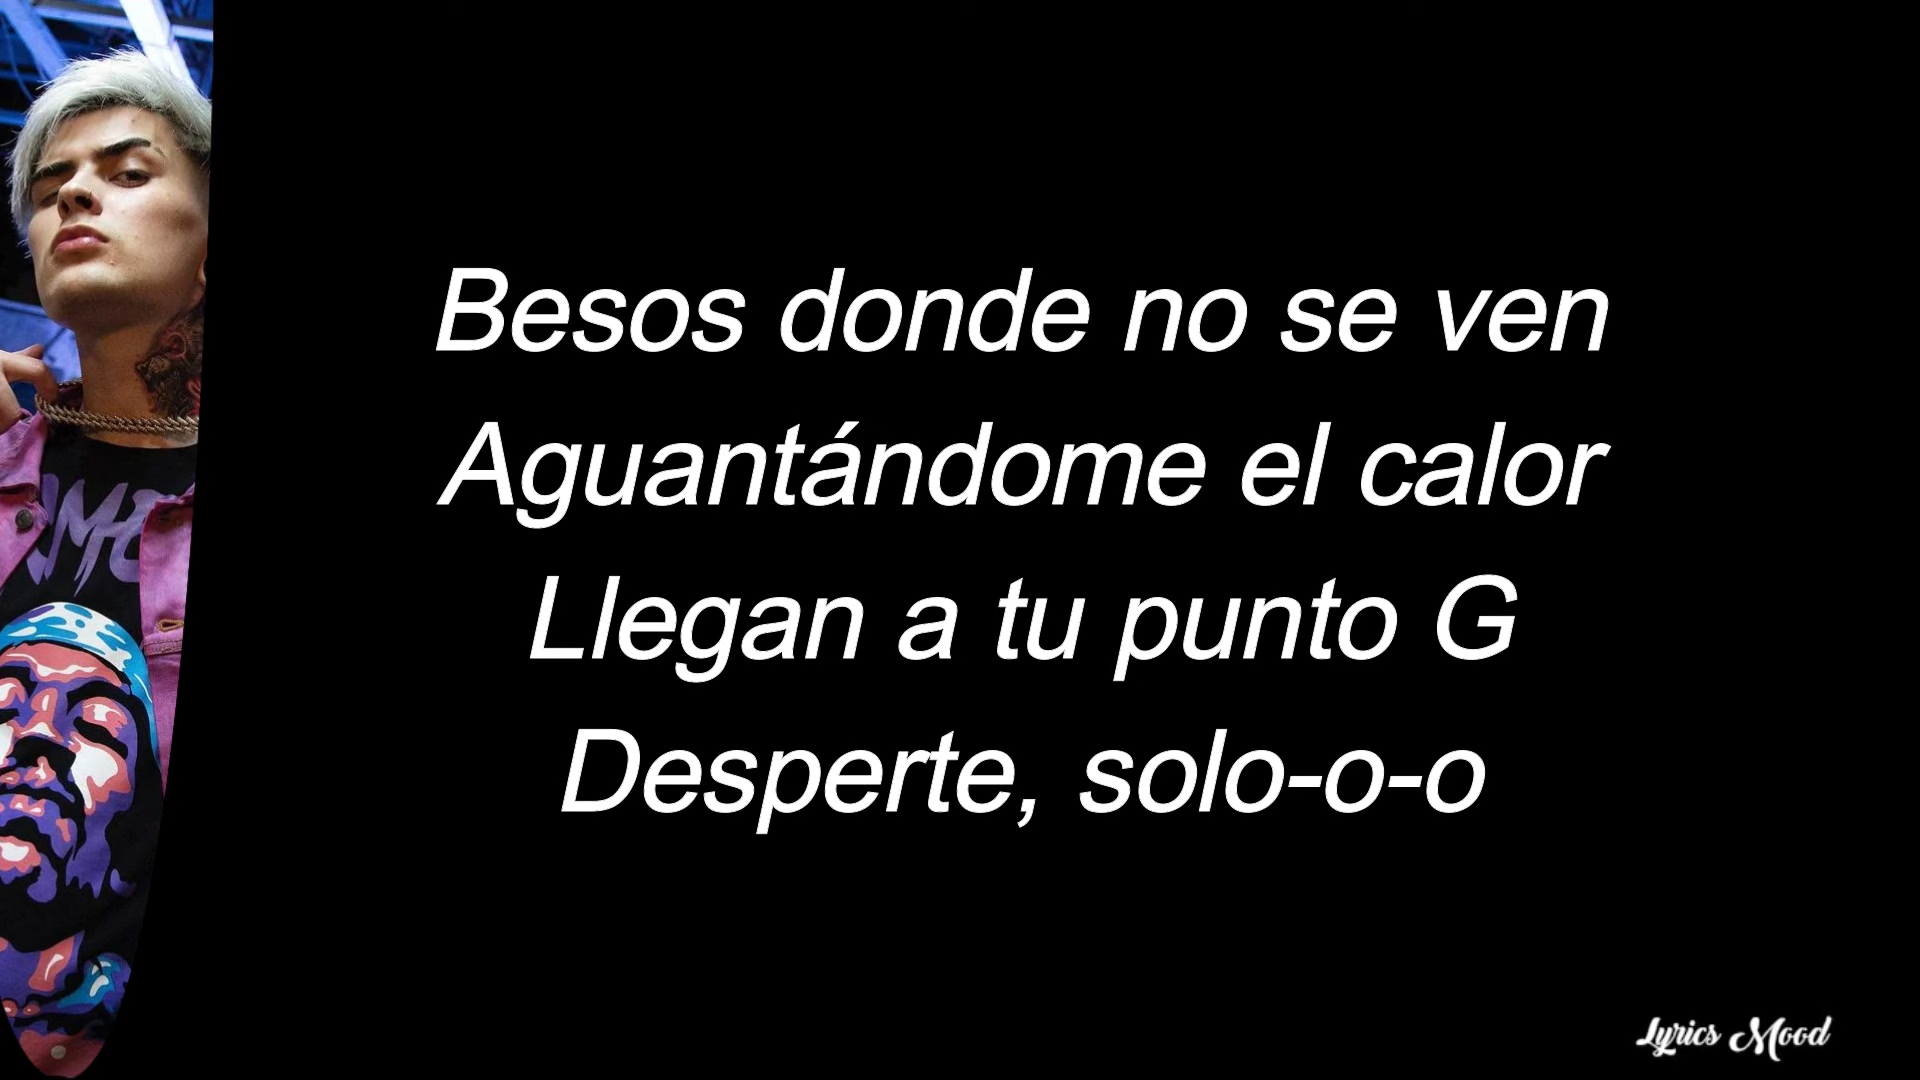 Besos donde no se ven
Aguantándome el calor
Llegan a tu punto G
Desperte, solo-o-o
Lyrics Mood